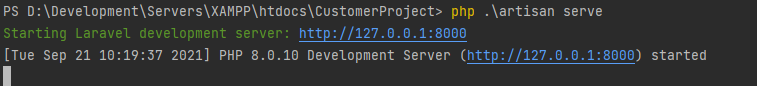 PS D:\Development\Servers\XAMPP\htdocs\CustomerProject> php .\artisan serve
Starting Laravel development server: http://127.0.0.1:8000
[Tue Sep 21 10:19:37 2021] PHP 8.0.10 Development Server (http://127.0.0.1:8000) started